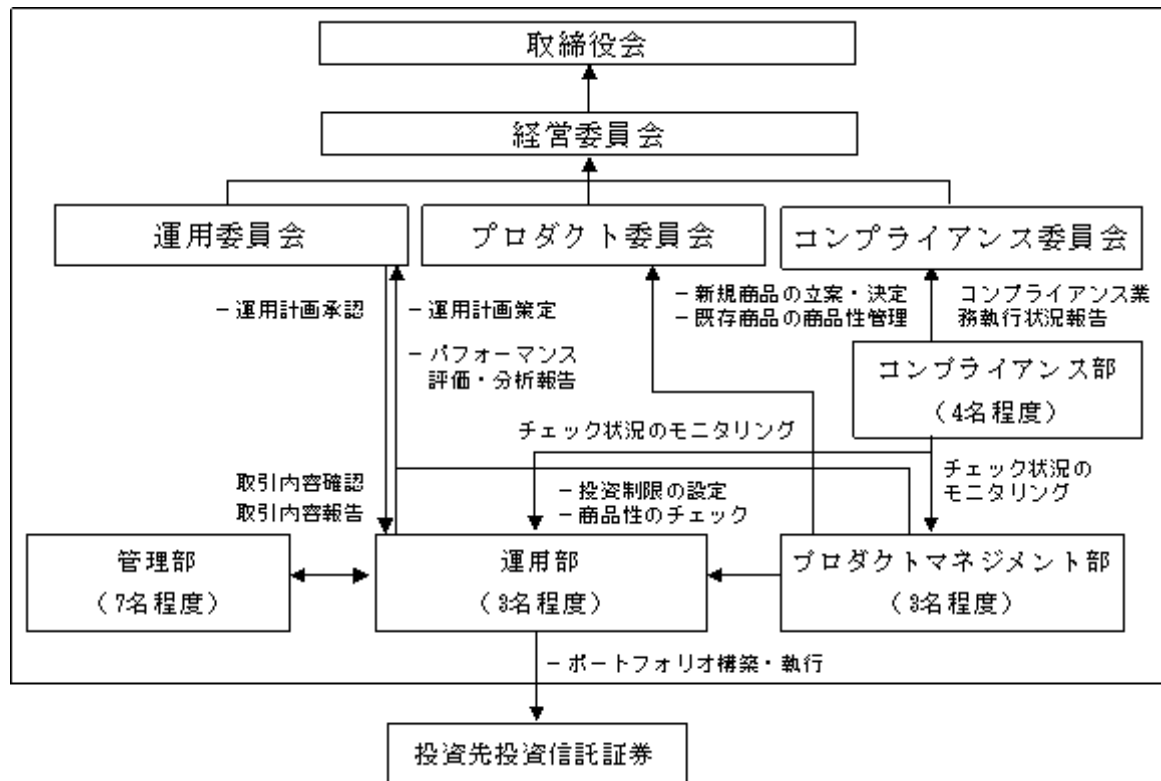 取締役会
経営委員会
運用委員会
プロダクト委員会
コンプライアンス委員会
－運用計画承認
－運用計画策定
－パフォーマンス
評価・分析報告
－新規商品の立案・決定
－既存商品の商品性管理
コンプライアンス業
務執行状況報告
コンプライアンス部
（4名程度）
チェック状況のモニタリング
チェック状況の
モニタリング
取引内容確認
取引内容報告
－投資制限の設定
－商品性のチェック
管理部
（7名程度）
運用部
（3名程度）
プロダクトマネジメント部
（3名程度）
－ポートフォリオ構築・執行
投資先投資信託証券